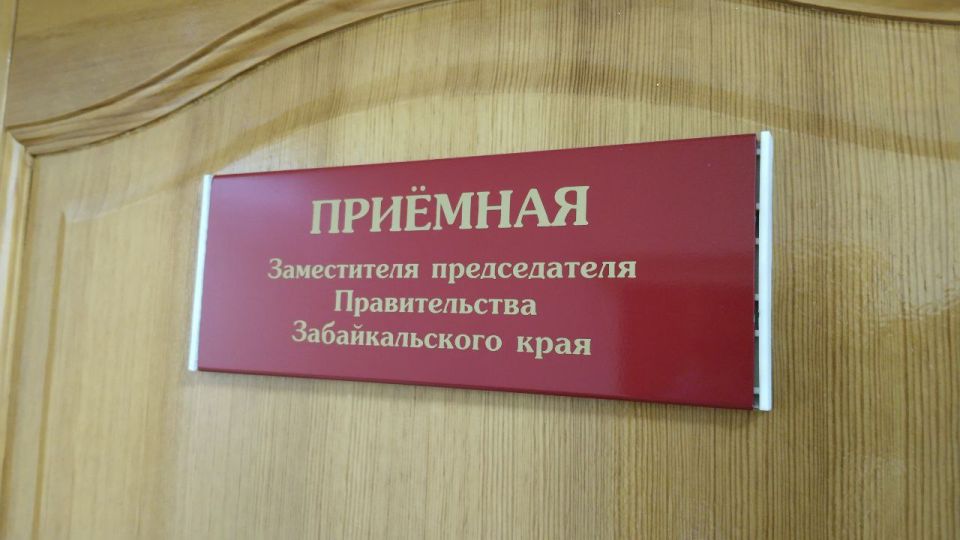 ПРИЁМНАЯ
Заместителя председателя
Правительства
Забайкальского края